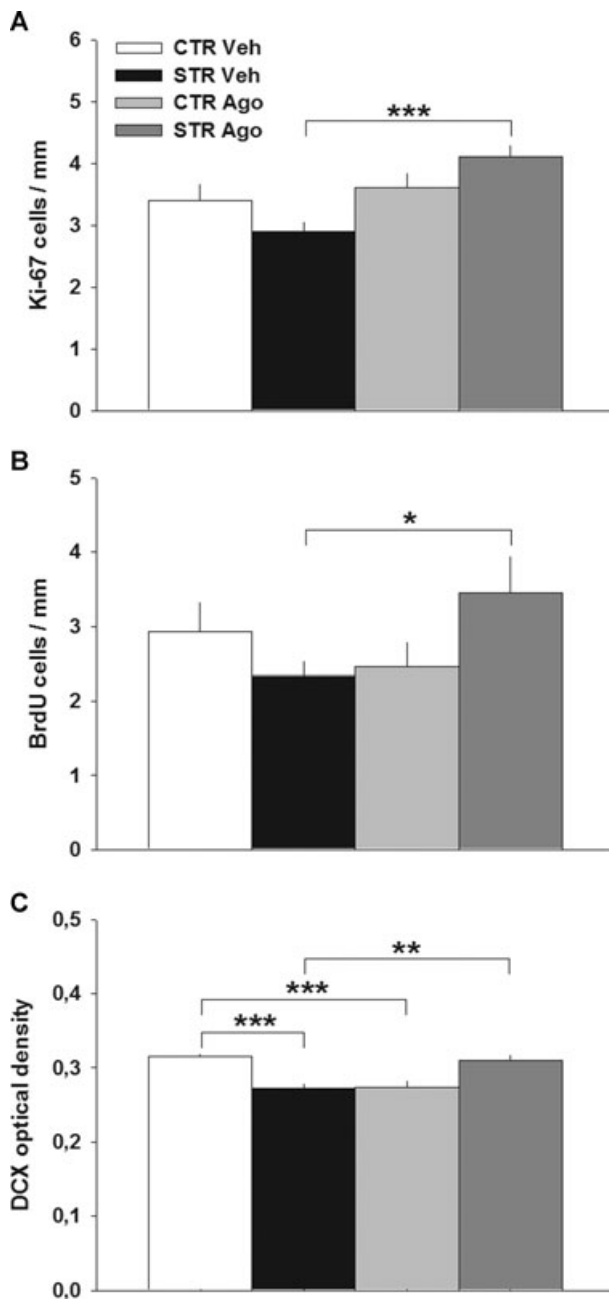 A
6
CTR Veh
STR Veh
5
CTR Ago
STR Ago
***
4
3
2
1
0
Ki-67 cells / mm
B
5
*
4
3
2
1
0
BrdU cells / mm
C
0,5
**
0,4
***
***
0,3
0,2
0,1
0,0
DCX optical density